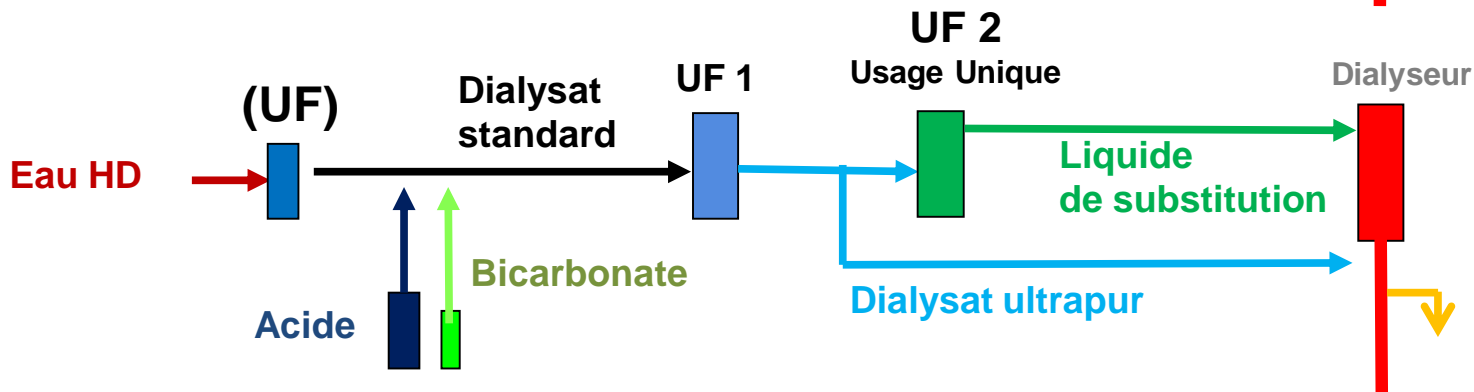 UF 2
Usage Unique
UF 1
Dialyseur
(UF)
Dialysat
standard
Eau HD
Liquide
de substitution
Bicarbonate
Dialysat ultrapur
Acide